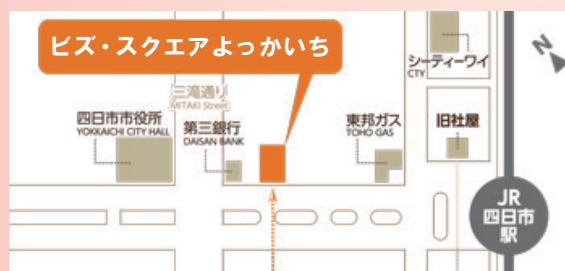 ビズ・スクエアよっかいち
シーティーワイ
CTY
N
三滝通り
MITAKI Street
四日市市役所
YOKKAICHI CITY HALL
第三銀行
DAISAN BANK
東邦ガス
TOHO GAS
旧社屋
JR
四日市
駅